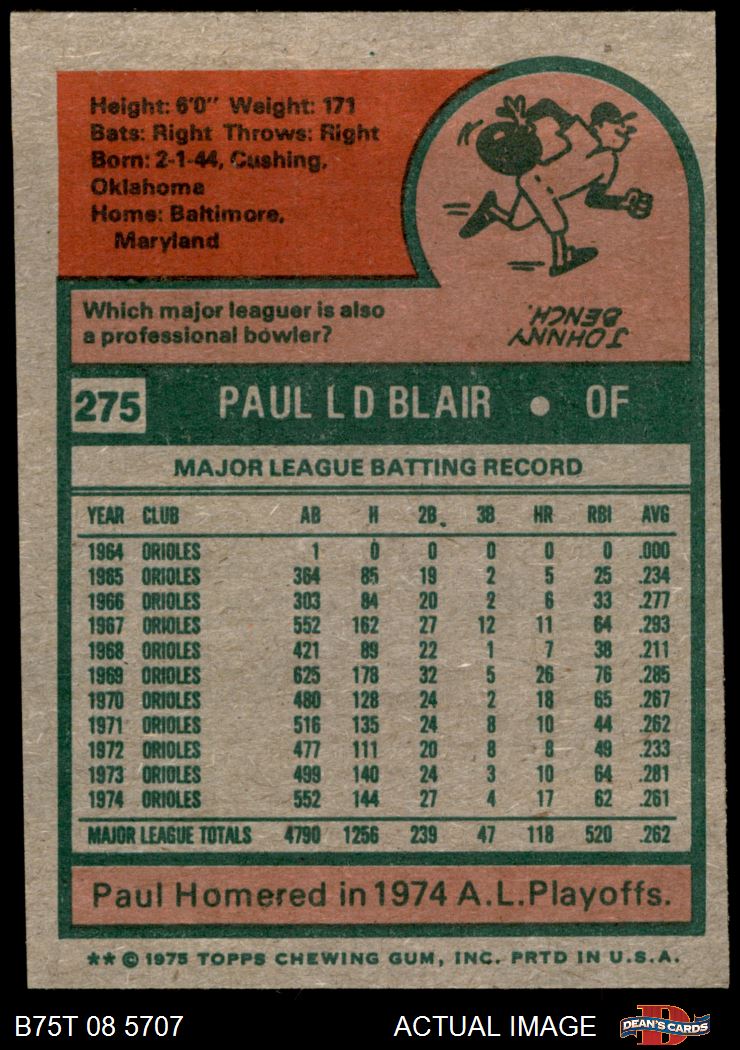 Height: 6'0" Weight: 171
Bats: Right Throws: Right
Born: 2-1-44, Cushing,
Oklahoma
Home: Baltimore,
Maryland
Which major leaguer is also
a professional bowler?
JOHNNY
BENCH.
275 PAUL L D BLAIR • OF
MAJOR LEAGUE BATTING RECORD
YEAR CLUB AB H 2B 3B HR RBI AVG
1964 ORIOLES 1 0 0 0 0 0 .000
1965 ORIOLES 364 85 19 2 5 25 .234
1966 ORIOLES 303 84 20 2 6 33 .277
1967 ORIOLES 552 162 27 12 11 64 .293
1968 ORIOLES 421 89 22 1 7 38 .211
1969 ORIOLES 625 178 32 5 26 76 .285
1970 ORIOLES 480 128 24 2 18 65 .267
1971 ORIOLES 516 135 24 8 10 44 .262
1972 ORIOLES 477 111 20 8 8 49 .233
1973 ORIOLES 499 140 24 3 10 64 .281
1974 ORIOLES 552 144 27 4 17 62 .261
MAJOR LEAGUE TOTALS 4790 1256 239 47 118 520 .262
Paul Homered in 1974 A.L. Playoffs.
** © 1975 TOPPS CHEWING GUM, INC. PRTD IN U.S.A.
B75T 08 5707 ACTUAL IMAGE D DEAN'S CARDS